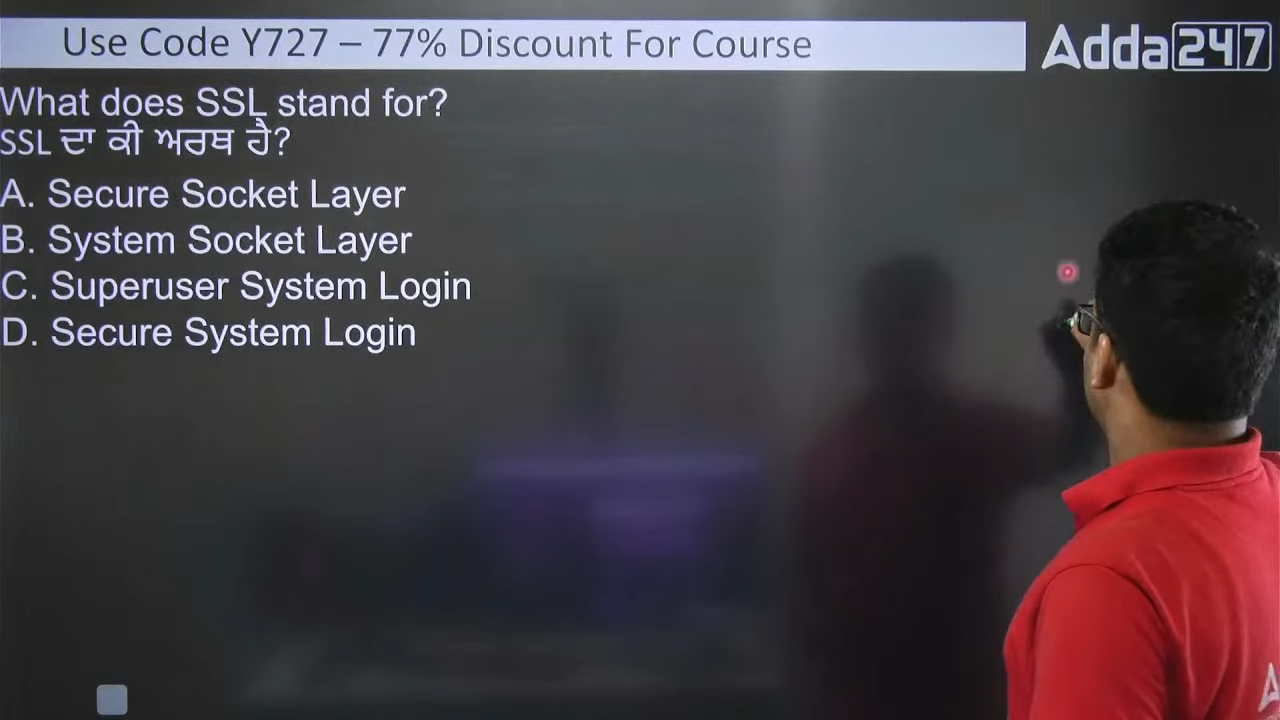 Use Code Y727 – 77% Discount For Course
Adda247
What does SSL stand for?
SSL ਦਾ ਕੀ ਅਰਥ ਹੈ?
A. Secure Socket Layer
B. System Socket Layer
C. Superuser System Login
D. Secure System Login